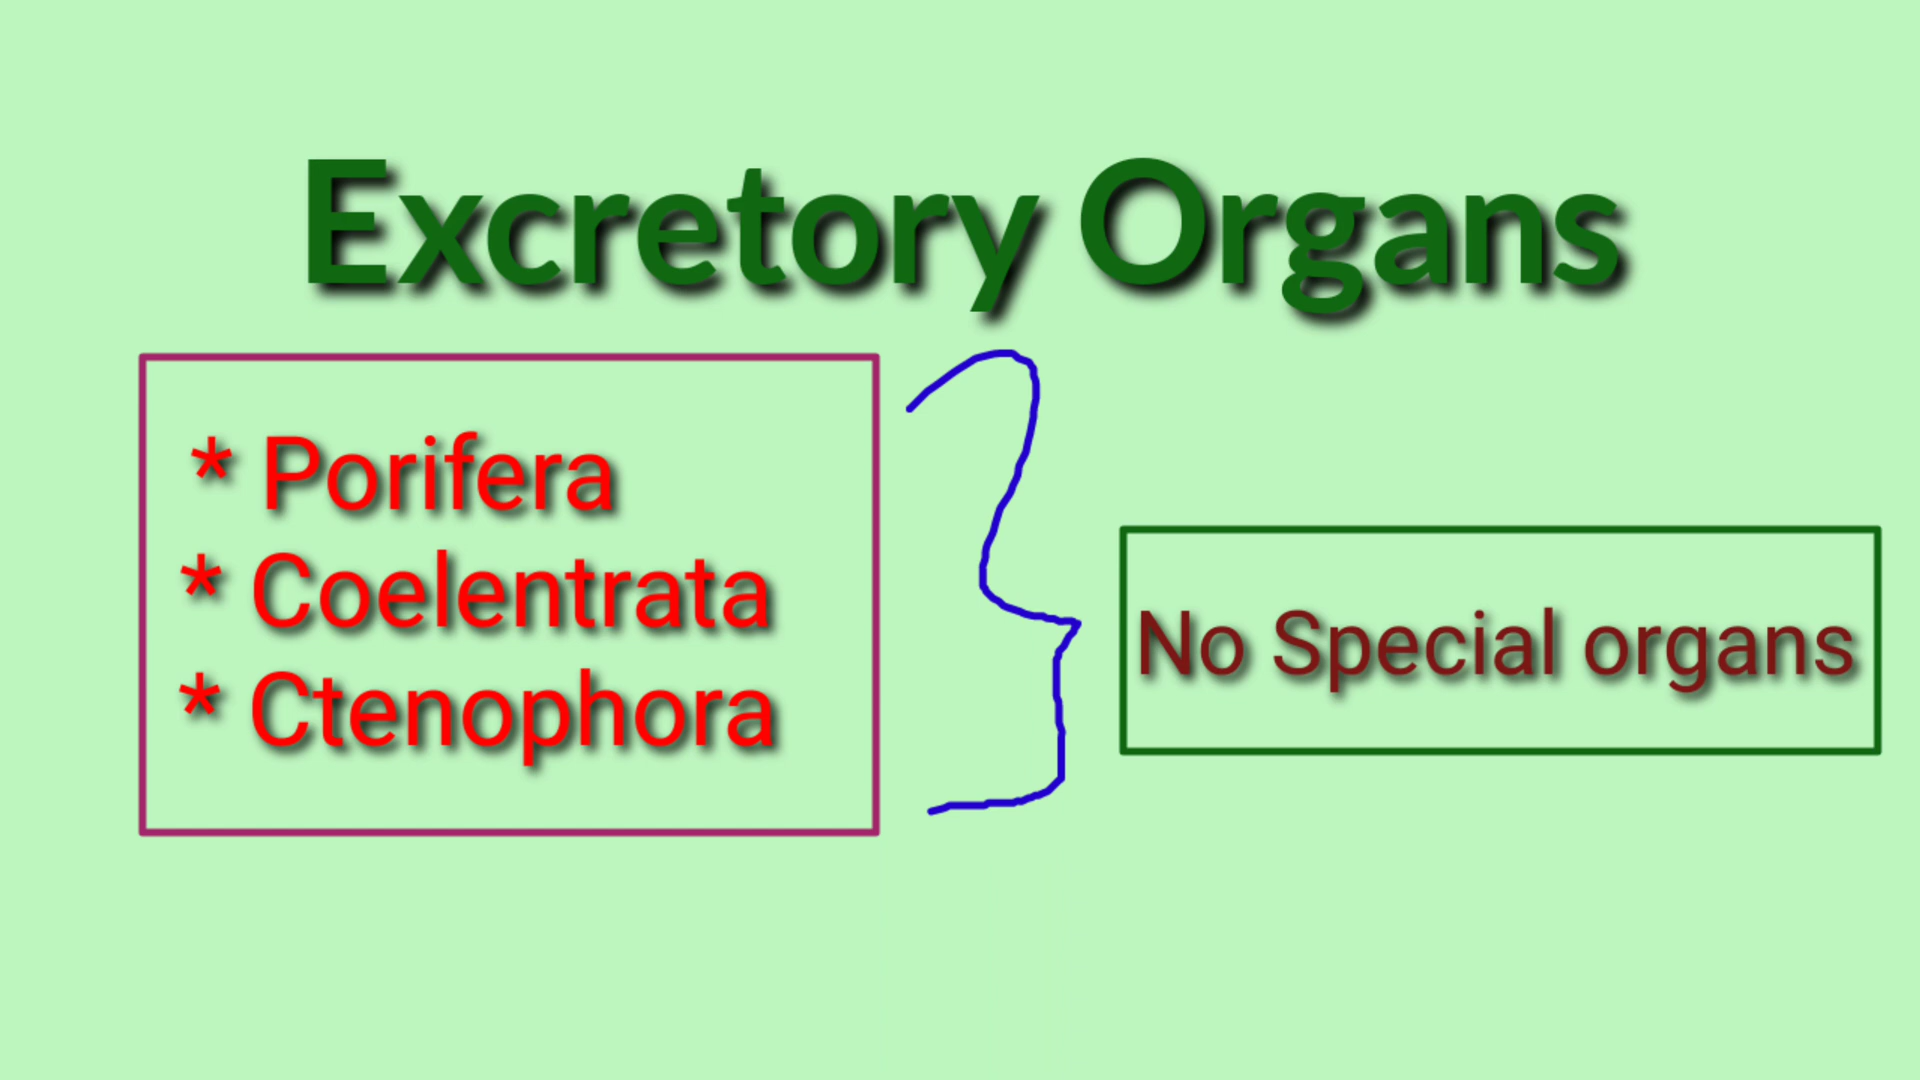 Excretory Organs
* Porifera
* Coelentrata
* Ctenophora
No Special organs